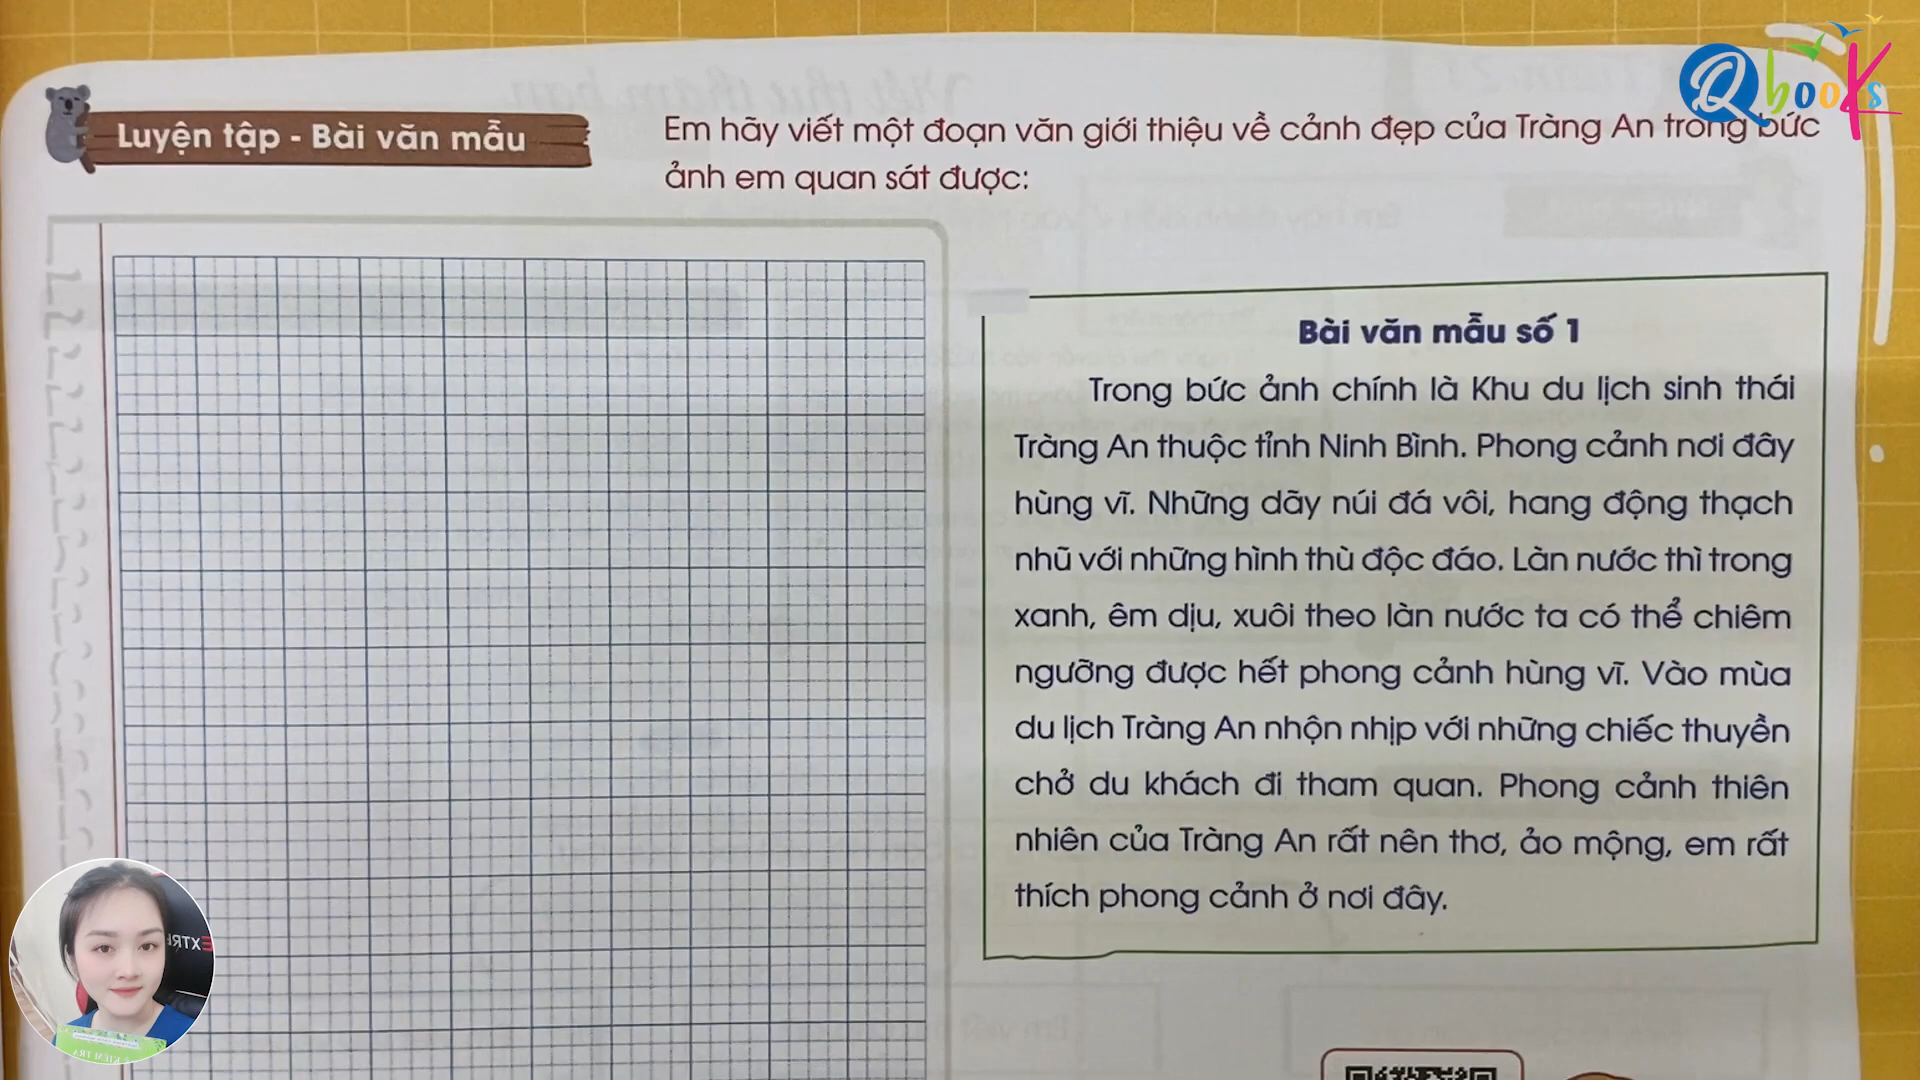 Qbooks
Luyện tập - Bài văn mẫu
Em hãy viết một đoạn văn giới thiệu về cảnh đẹp của Tràng An trong bức
ảnh em quan sát được:
Bài văn mẫu số 1
Trong bức ảnh chính là Khu du lịch sinh thái
Tràng An thuộc tỉnh Ninh Bình. Phong cảnh nơi đây
hùng vĩ. Những dãy núi đá vôi, hang động thạch
nhũ với những hình thù độc đáo. Làn nước thì trong
xanh, êm dịu, xuôi theo làn nước ta có thể chiêm
ngưỡng được hết phong cảnh hùng vĩ. Vào mùa
du lịch Tràng An nhộn nhịp với những chiếc thuyền
chở du khách đi tham quan. Phong cảnh thiên
nhiên của Tràng An rất nên thơ, ảo mộng, em rất
thích phong cảnh ở nơi đây.